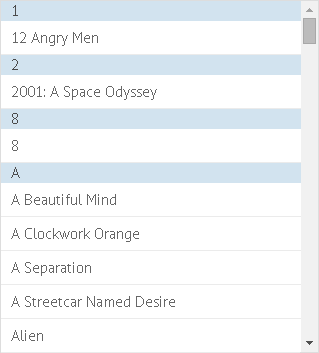 1
12 Angry Men
2
2001: A Space Odyssey
8
8
A
A Beautiful Mind
A Clockwork Orange
A Separation
A Streetcar Named Desire
Alien